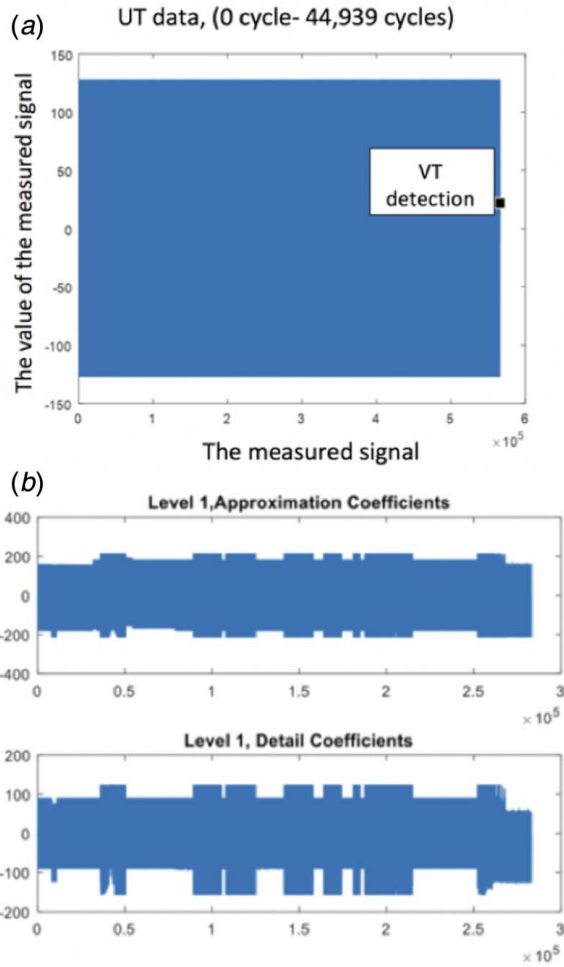 (a)
UT data, (0 cycle- 44,939 cycles)
The value of the measured signal
150
100
50
0
-50
-100
-150
VT
detection
0 1 2 3 4 5 6
×10^5
The measured signal
(b)
Level 1,Approximation Coefficients
400
200
0
-200
-400
0 0.5 1 1.5 2 2.5 3
×10^5
Level 1, Detail Coefficients
200
100
0
-100
-200
0 0.5 1 1.5 2 2.5 3
×10^5